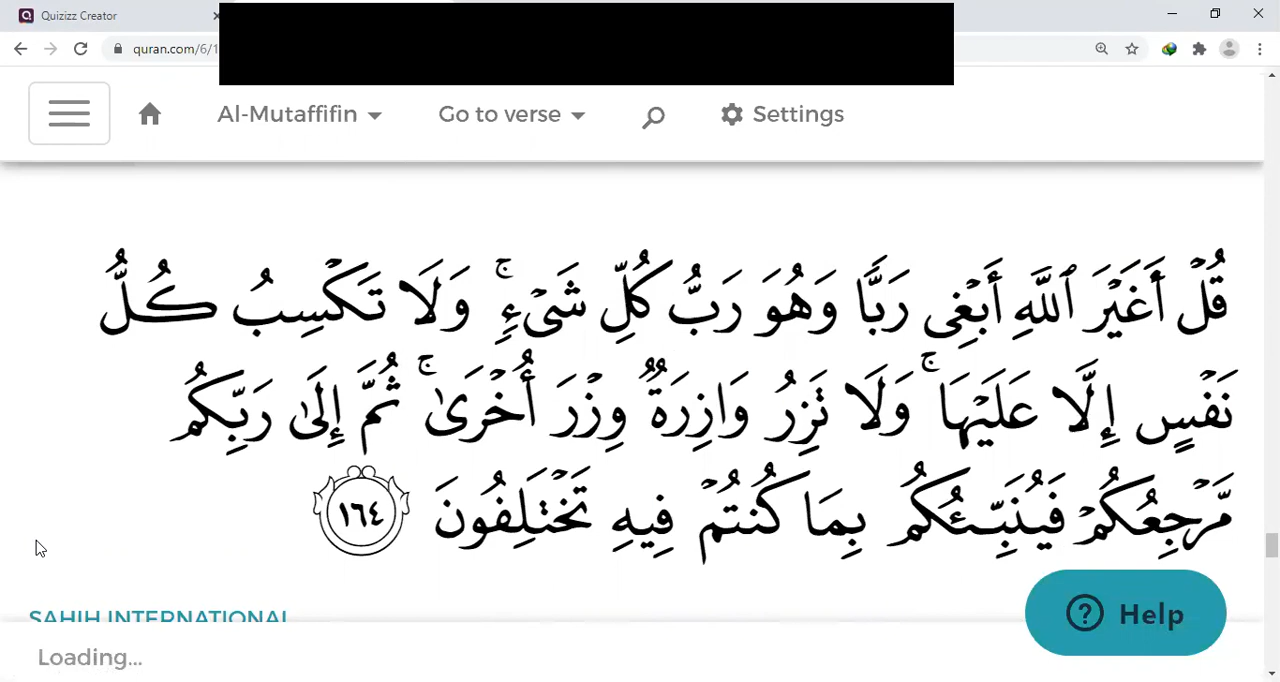 Quizizz Creator
quran.com/6/1
Al-Mutaffifin Go to verse Settings
قُلْ أَغَيْرَ ٱللَّهِ أَبْغِى رَبًّا وَهُوَ رَبُّ كُلِّ شَىْءٍ ۚ وَلَا تَكْسِبُ كُلُّ
نَفْسٍ إِلَّا عَلَيْهَا ۚ وَلَا تَزِرُ وَازِرَةٌ وِزْرَ أُخْرَىٰ ۚ ثُمَّ إِلَىٰ رَبِّكُم
مَّرْجِعُكُمْ فَيُنَبِّئُكُم بِمَا كُنتُمْ فِيهِ تَخْتَلِفُونَ ١٦٤
SAHIH INTERNATIONAL
Help
Loading...